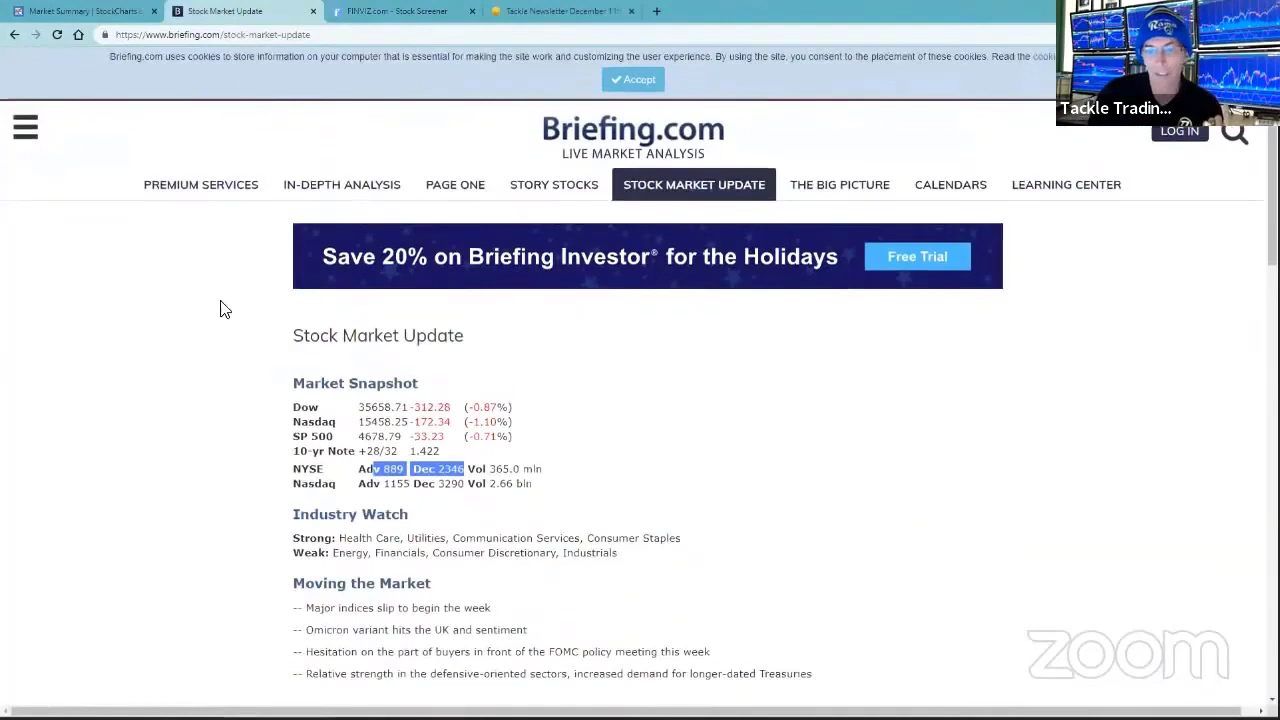 Market Summary | StockCharts
Stock Market Update
FINVIZ.com - Stock Screener
Tackle Newsletter December
https://www.briefing.com/stock-market-update
Briefing.com uses cookies to store information on your computer that is essential for making the site work and customizing the user experience. By using the site, you consent to the placement of these cookies. Read the
Accept
Tackle Tradin...
LOG IN
Briefing.com
LIVE MARKET ANALYSIS
PREMIUM SERVICES IN-DEPTH ANALYSIS PAGE ONE STORY STOCKS STOCK MARKET UPDATE THE BIG PICTURE CALENDARS LEARNING CENTER
Save 20% on Briefing Investor® for the Holidays Free Trial
Stock Market Update
Market Snapshot
Dow 35658.71 -312.28 (-0.87%)
Nasdaq 15458.25 -172.34 (-1.10%)
SP 500 4678.79 -33.23 (-0.71%)
10-yr Note +28/32 1.422
NYSE Adv 889 Dec 2346 Vol 365.0 mln
Nasdaq Adv 1155 Dec 3290 Vol 2.66 bln
Industry Watch
Strong: Health Care, Utilities, Communication Services, Consumer Staples
Weak: Energy, Financials, Consumer Discretionary, Industrials
Moving the Market
-- Major indices slip to begin the week
-- Omicron variant hits the UK and sentiment
-- Hesitation on the part of buyers in front of the FOMC policy meeting this week
-- Relative strength in the defensive-oriented sectors, increased demand for longer-dated Treasuries
zoom